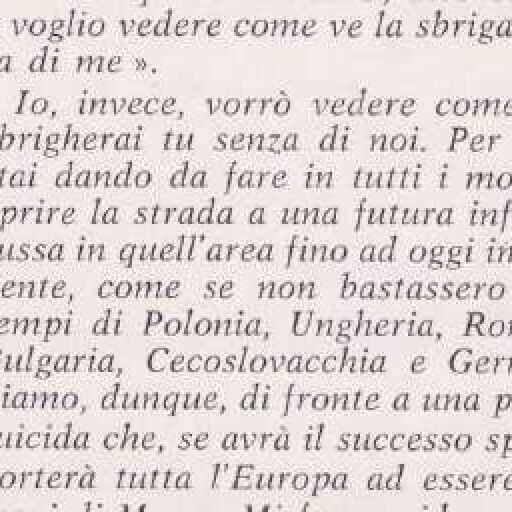 voglio vedere come ve la sbriga
a di me ».
Io, invece, vorrò vedere come
brigherai tu senza di noi. Per
tai dando da fare in tutti i mo
prire la strada a una futura inf
ussa in quell'area fino ad oggi in
ente, come se non bastassero
empi di Polonia, Ungheria, Ro
ulgaria, Cecoslovacchia e Ger
iamo, dunque, di fronte a una p
uicida che, se avrà il successo sp
orterà tutta l'Europa ad essere